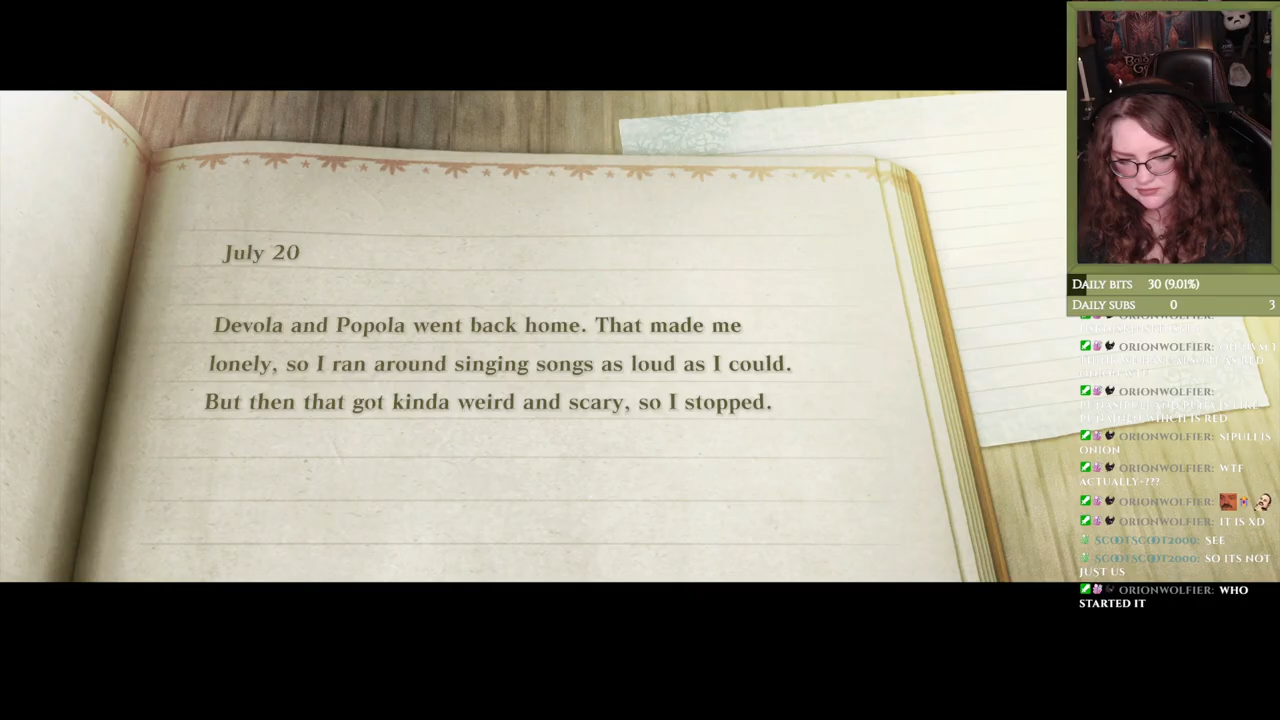 July 20
Devola and Popola went back home. That made me
lonely, so I ran around singing songs as loud as I could.
But then that got kinda weird and scary, so I stopped.
DAILY BITS 30 (9.01%)
DAILY SUBS 0 3
ORIONWOLFIER:
ORIONWOLFIER:
ORIONWOLFIER: SIPULI IS
ONION
ORIONWOLFIER: WTF
ACTUALLY-???
ORIONWOLFIER:
ORIONWOLFIER: IT IS XD
SCOOTSCOOT2000: SEE
SCOOTSCOOT2000: SO ITS NOT
JUST US
ORIONWOLFIER: WHO
STARTED IT